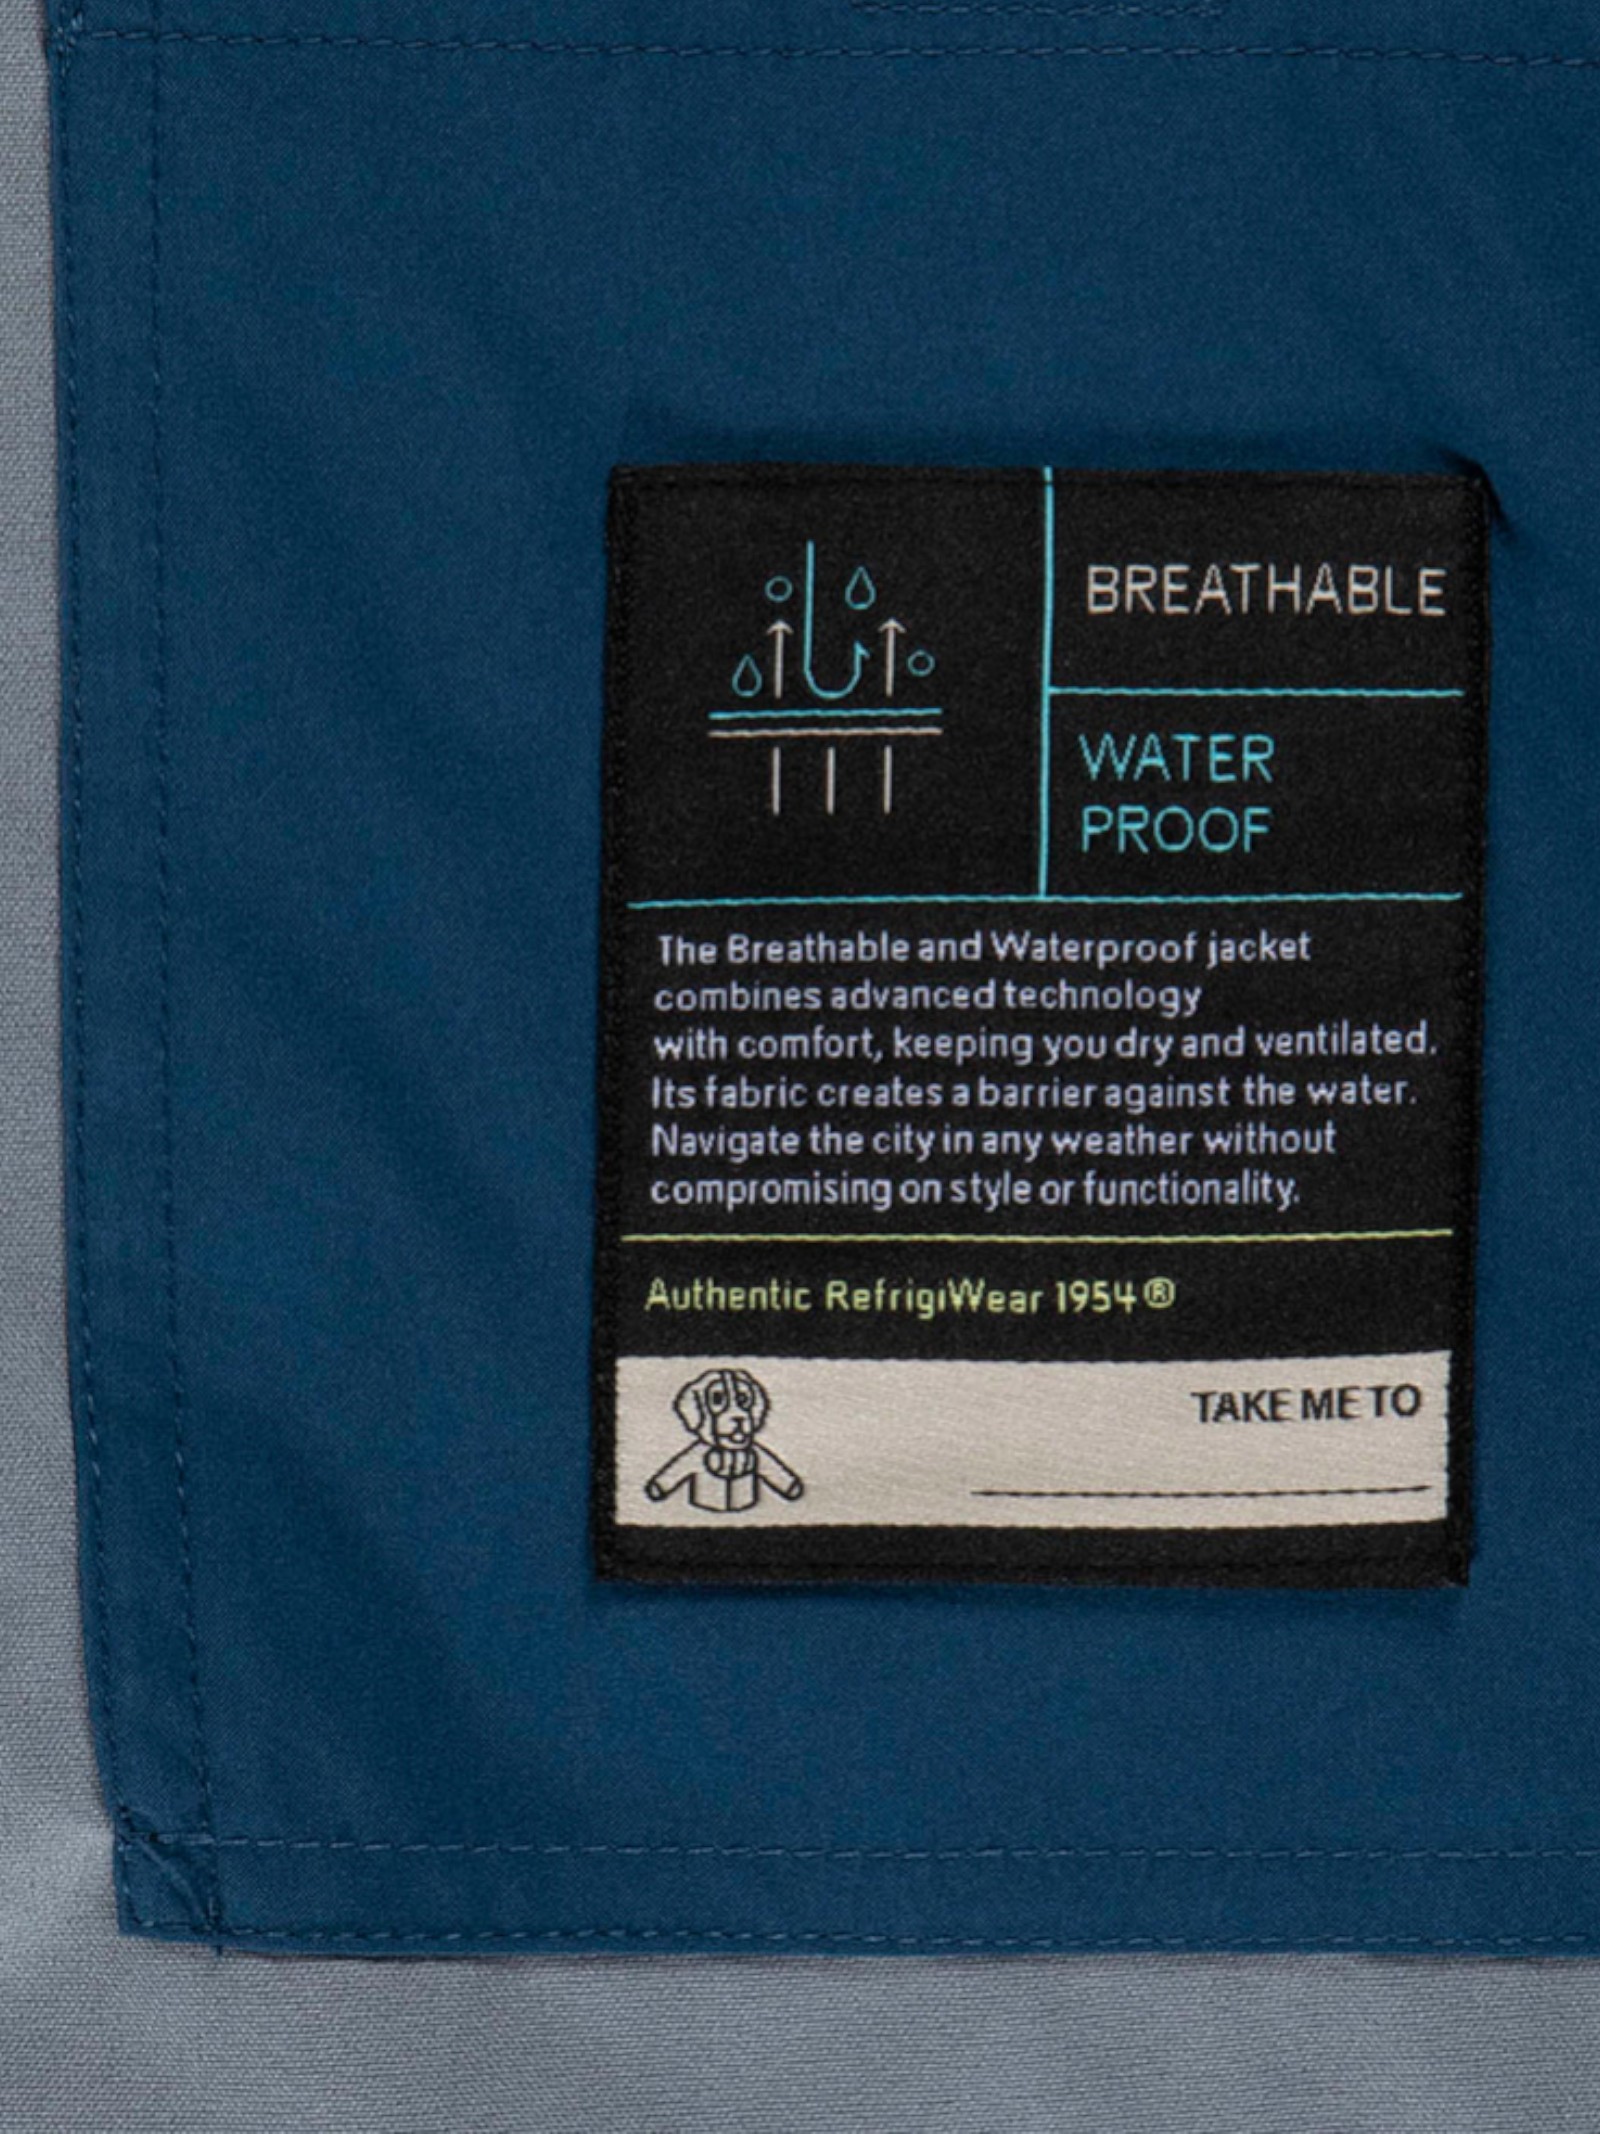 BREATHABLE
WATER
PROOF
The Breathable and Waterproof jacket
combines advanced technology
with comfort, keeping you dry and ventilated.
Its fabric creates a barrier against the water.
Navigate the city in any weather without
compromising on style or functionality.
Authentic RefrigiWear 1954®
TAKE ME TO